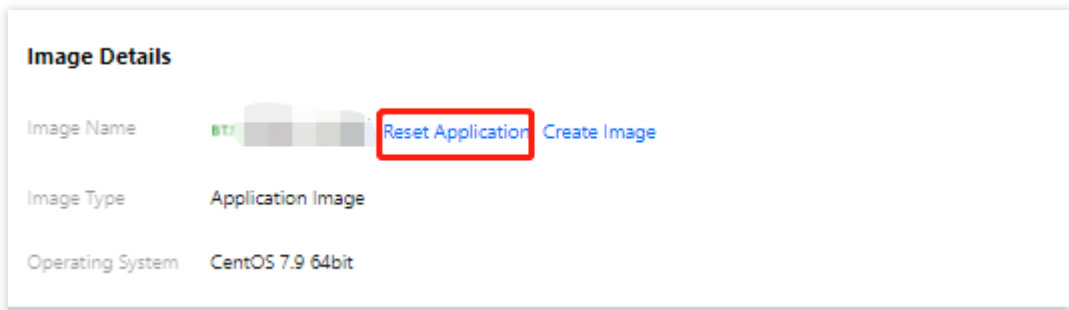 Image Details
Image Name Reset Application Create Image
Image Type Application Image
Operating System CentOS 7.9 64bit